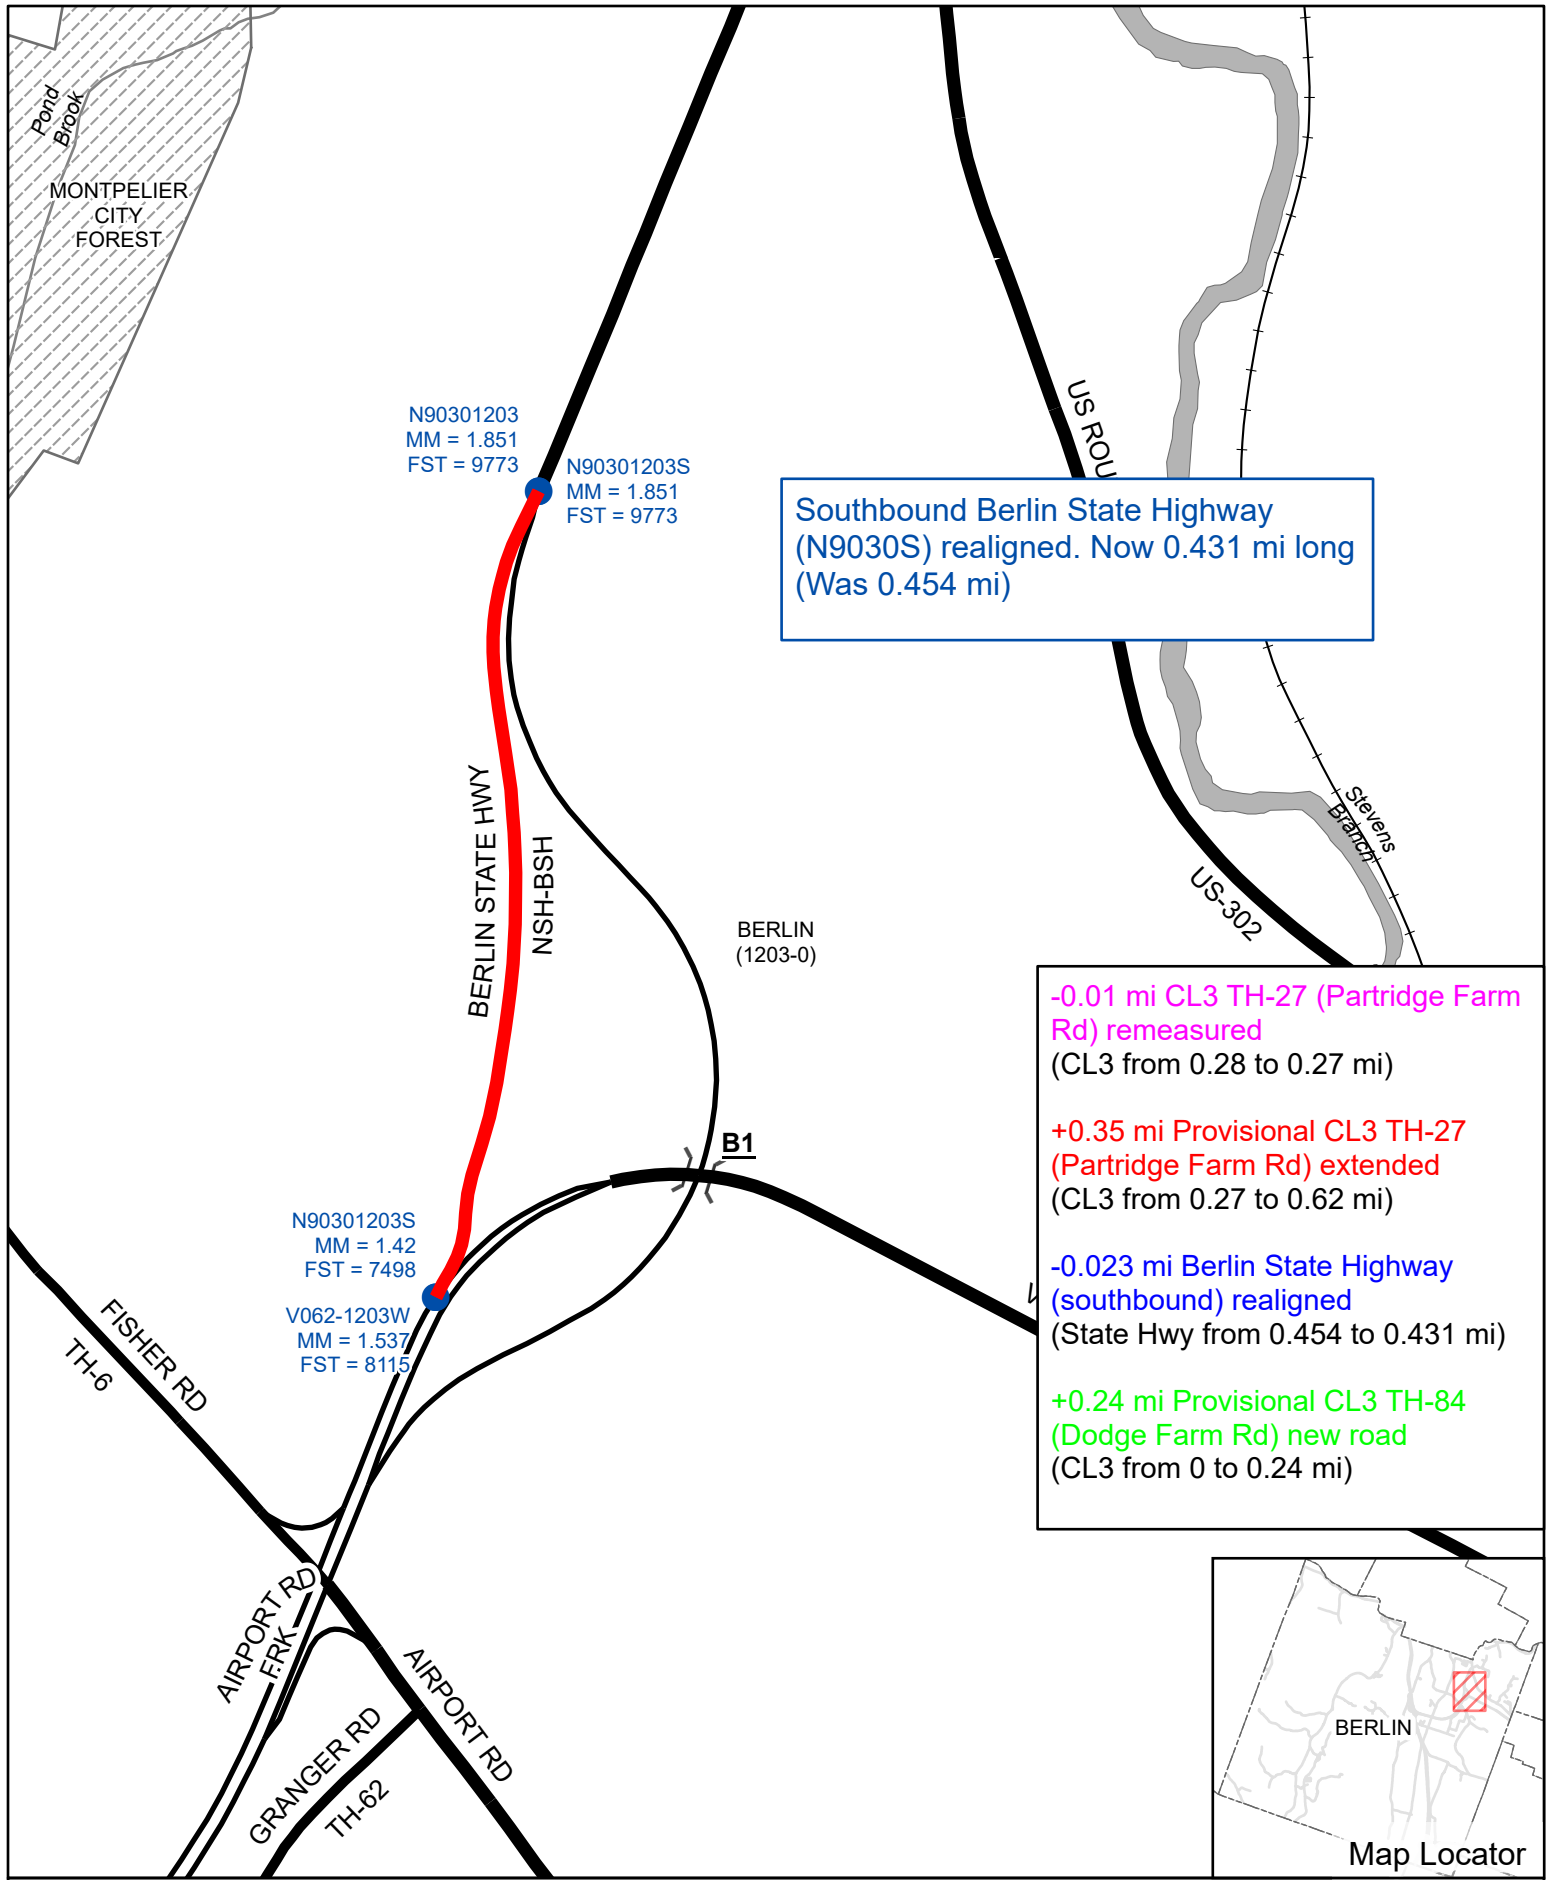 Pond
Brook
MONTPELIER
CITY
FOREST
N90301203
MM = 1.851
FST = 9773
N90301203S
MM = 1.851
FST = 9773
US ROU
Southbound Berlin State Highway
(N9030S) realigned. Now 0.431 mi long
(Was 0.454 mi)
BERLIN STATE HWY
NSH-BSH
Stevens
Branch
US-302
BERLIN
(1203-0)
B1
-0.01 mi CL3 TH-27 (Partridge Farm
Rd) remeasured
(CL3 from 0.28 to 0.27 mi)
+0.35 mi Provisional CL3 TH-27
(Partridge Farm Rd) extended
(CL3 from 0.27 to 0.62 mi)
-0.023 mi Berlin State Highway
(southbound) realigned
(State Hwy from 0.454 to 0.431 mi)
+0.24 mi Provisional CL3 TH-84
(Dodge Farm Rd) new road
(CL3 from 0 to 0.24 mi)
N90301203S
MM = 1.42
FST = 7498
V062-1203W
MM = 1.537
FST = 8115
FISHER RD
TH-6
AIRPORT RD
AIRPORT RD
GRANGER RD
TH-62
BERLIN
Map Locator